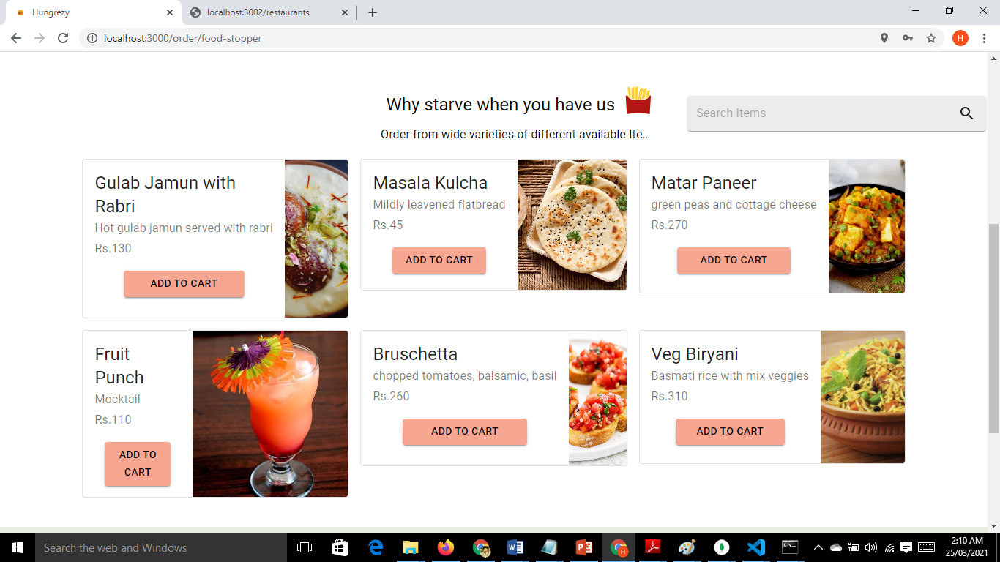 Hungrezy
localhost:3002/restaurants
localhost:3000/order/food-stopper
H
Why starve when you have us
Search Items
Order from wide varieties of different available Ite...
Gulab Jamun with
Rabri
Hot gulab jamun served with rabri
Rs.130
ADD TO CART
Masala Kulcha
Mildly leavened flatbread
Rs.45
ADD TO CART
Matar Paneer
green peas and cottage cheese
Rs.270
ADD TO CART
Fruit
Punch
Mocktail
Rs.110
ADD TO
CART
Bruschetta
chopped tomatoes, balsamic, basil
Rs.260
ADD TO CART
Veg Biryani
Basmati rice with mix veggies
Rs.310
ADD TO CART
Search the web and Windows
2:10 AM
25/03/2021